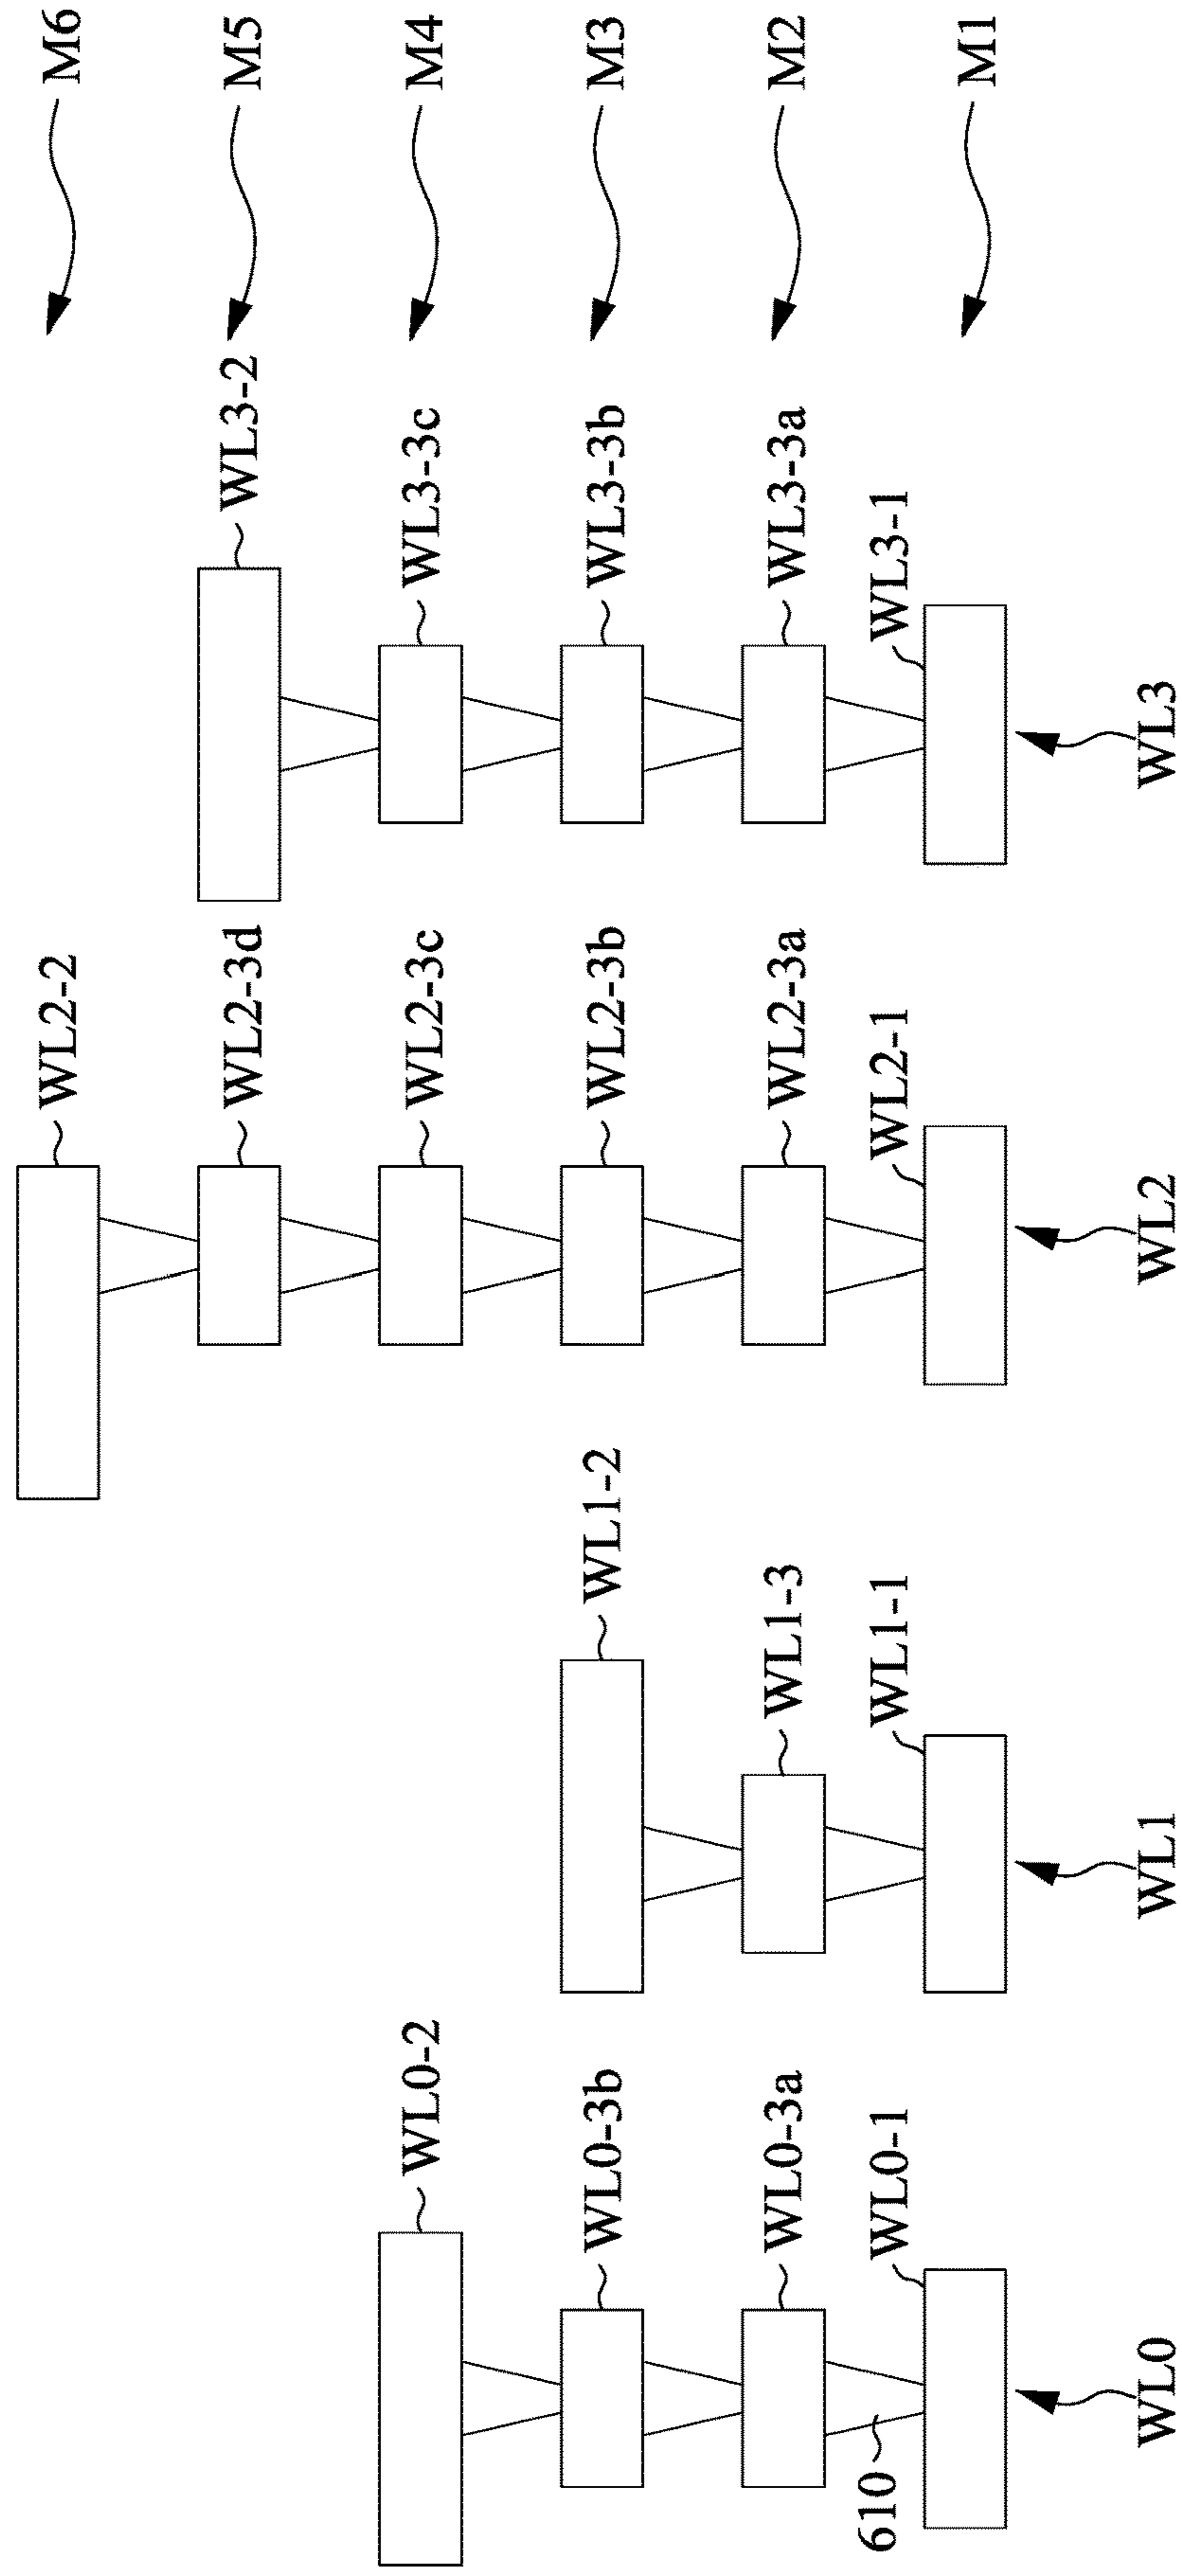 WL2-2
M6
WL2-3d
WL3-2
M5
WL0-2
WL2-3c
WL3-3c
M4
WL0-3b
WL1-2
WL2-3b
WL3-3b
M3
WL0-3a
WL1-3
WL2-3a
WL3-3a
M2
610
WL0-1
WL1-1
WL2-1
WL3-1
M1
WL0
WL1
WL2
WL3